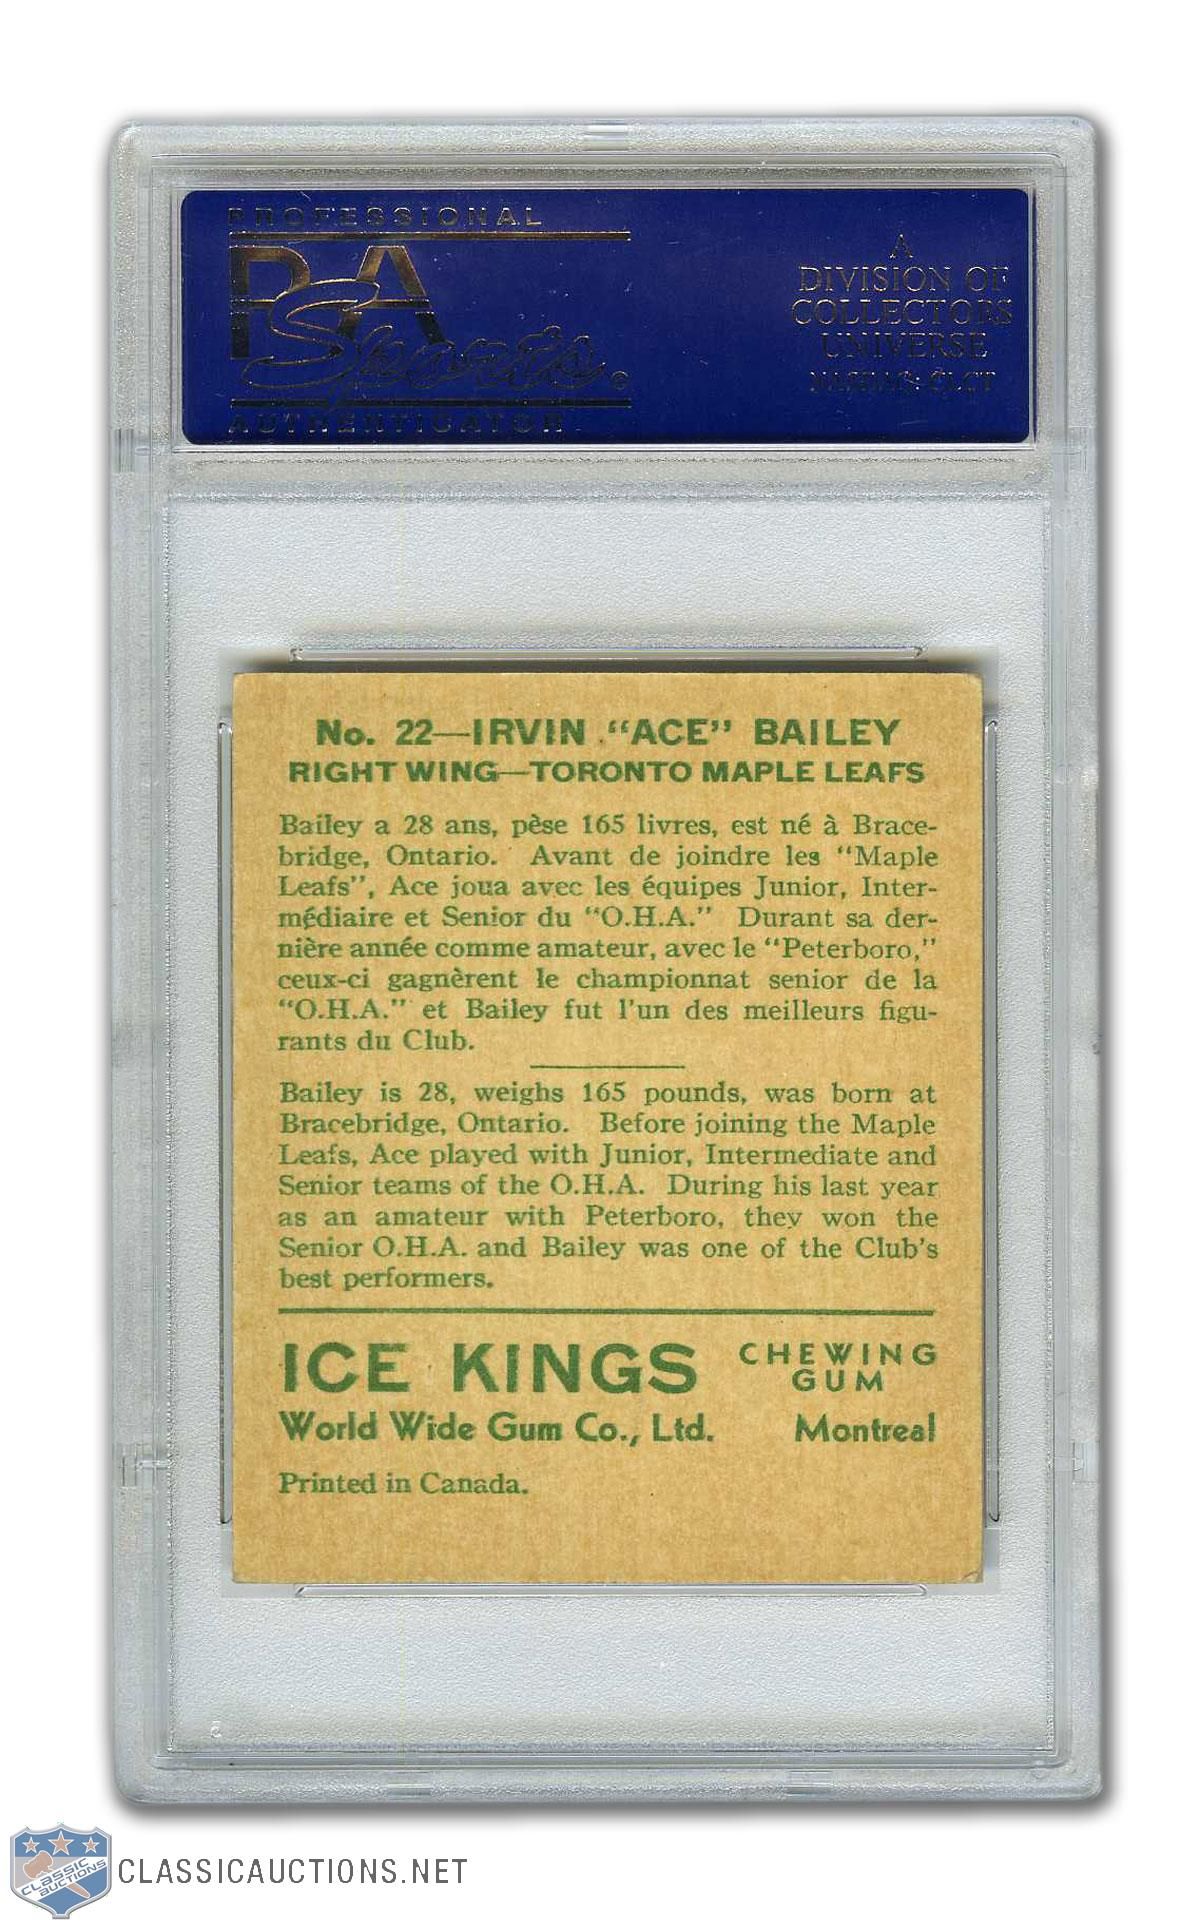 PROFESSIONAL
PSA
Sports
AUTHENTICATOR
A
DIVISION OF
COLLECTORS
UNIVERSE
NASDAQ: CLCT
No. 22—IRVIN "ACE" BAILEY
RIGHT WING—TORONTO MAPLE LEAFS
Bailey a 28 ans, pèse 165 livres, est né à Brace-
bridge, Ontario. Avant de joindre les "Maple
Leafs", Ace joua avec les équipes Junior, Inter-
médiaire et Senior du "O.H.A." Durant sa der-
nière année comme amateur, avec le "Peterboro,"
ceux-ci gagnèrent le championnat senior de la
"O.H.A." et Bailey fut l'un des meilleurs figu-
rants du Club.
Bailey is 28, weighs 165 pounds, was born at
Bracebridge, Ontario. Before joining the Maple
Leafs, Ace played with Junior, Intermediate and
Senior teams of the O.H.A. During his last year
as an amateur with Peterboro, they won the
Senior O.H.A. and Bailey was one of the Club's
best performers.
ICE KINGS CHEWING
GUM
World Wide Gum Co., Ltd. Montreal
Printed in Canada.
CLASSIC
AUCTIONS
CLASSICAUCTIONS.NET